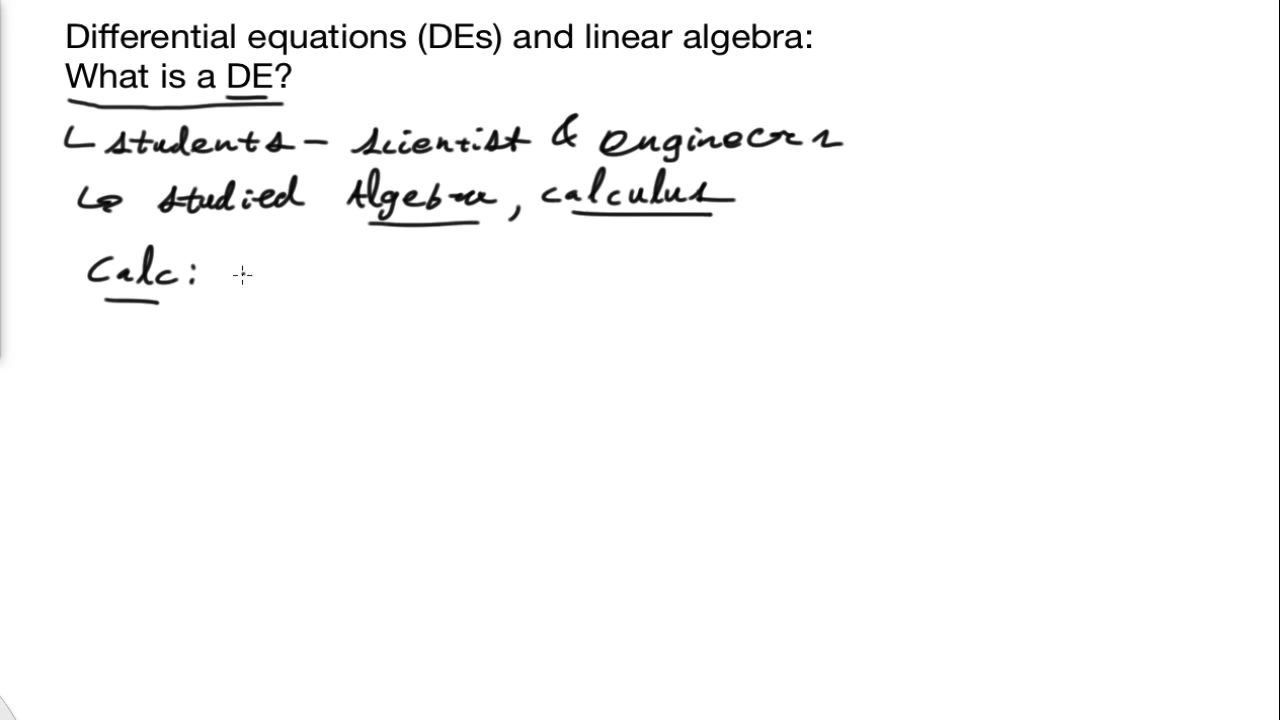 Differential equations (DEs) and linear algebra:
What is a DE?
students - scientist & engineers
studied Algebra, calculus
Calc: